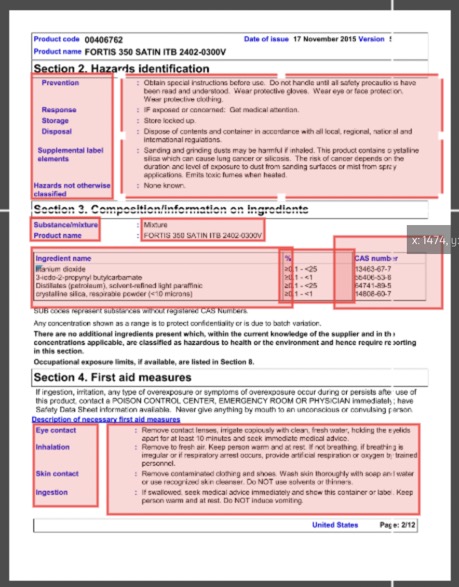 Product code 00406762 Date of issue 17 November 2015 Version
Product name FORTIS 350 SATIN ITB 2402-0300V
Section 2. Hazards identification
Prevention : Obtain special instructions before use. Do not handle until all safety precautions have
been read and understood. Wear protective gloves. Wear eye or face protection.
Wear protective clothing.
Response : IF exposed or concerned: Get medical attention.
Storage : Store locked up.
Disposal : Dispose of contents and container in accordance with all local, regional, national and
international regulations.
Supplemental label : Sanding and grinding dusts may be harmful if inhaled. This product contains crystalline
elements silica which can cause lung cancer or silicosis. The risk of cancer depends on the
duration and level of exposure to dust from sanding surfaces or mist from spray
applications. Emits toxic fumes when heated.
Hazards not otherwise : None known.
classified
Section 3. Composition/information on ingredients
Substance/mixture : Mixture
Product name : FORTIS 350 SATIN ITB 2402-0300V
x: 1474, y:
Ingredient name % CAS number
titanium dioxide ≥0.1 - <25 13463-67-7
3-iodo-2-propynyl butylcarbamate ≥0.1 - <1 55406-53-6
Distillates (petroleum), solvent-refined light paraffinic ≥0.1 - <25 64741-89-5
crystalline silica, respirable powder (<10 microns) ≥0.1 - <1 14808-60-7
SUB codes represent substances without registered CAS Numbers.
Any concentration shown as a range is to protect confidentiality or is due to batch variation.
There are no additional ingredients present which, within the current knowledge of the supplier and in the
concentrations applicable, are classified as hazardous to health or the environment and hence require reporting
in this section.
Occupational exposure limits, if available, are listed in Section 8.
Section 4. First aid measures
If ingestion, irritation, any type of overexposure or symptoms of overexposure occur during or persists after use of
this product, contact a POISON CONTROL CENTER, EMERGENCY ROOM OR PHYSICIAN immediately; have
Safety Data Sheet information available. Never give anything by mouth to an unconscious or convulsing person.
Description of necessary first aid measures
Eye contact : Remove contact lenses, irrigate copiously with clean, fresh water, holding the eyelids
apart for at least 10 minutes and seek immediate medical advice.
Inhalation : Remove to fresh air. Keep person warm and at rest. If not breathing, if breathing is
irregular or if respiratory arrest occurs, provide artificial respiration or oxygen by trained
personnel.
Skin contact : Remove contaminated clothing and shoes. Wash skin thoroughly with soap and water
or use recognized skin cleanser. Do NOT use solvents or thinners.
Ingestion : If swallowed, seek medical advice immediately and show this container or label. Keep
person warm and at rest. Do NOT induce vomiting.
United States Page: 2/12